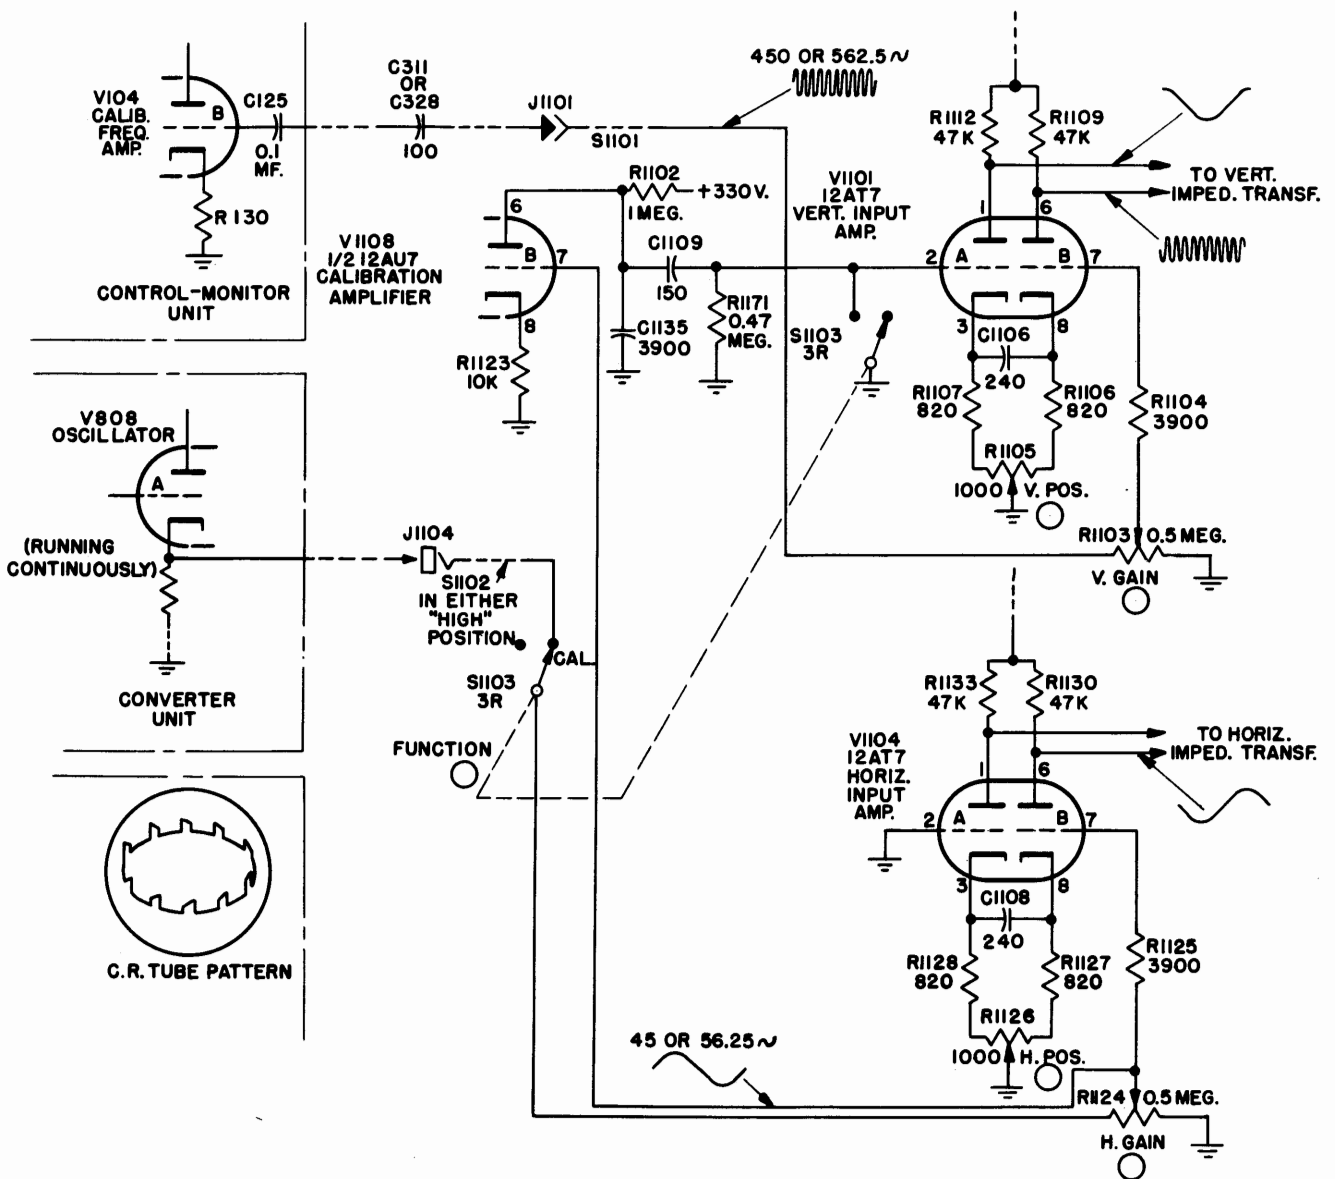 450 OR 562.5∿
C311
OR
C328
100
J1101
S1101
V104
CALIB.
FREQ.
AMP.
B
C125
0.1
MF.
R130
CONTROL-MONITOR
UNIT
R1112
47K
R1109
47K
TO VERT.
IMPED. TRANSF.
R1102
1 MEG.
+330V.
V1101
12AT7
VERT. INPUT
AMP.
1
6
2
A
B
7
3
8
C1106
240
R1107
820
R1106
820
R1105
1000
V. POS.
R1104
3900
R1103
0.5 MEG.
V. GAIN
V1108
1/2 12AU7
CALIBRATION
AMPLIFIER
6
B
7
8
R1123
10K
C1109
150
R1171
0.47
MEG.
C1135
3900
S1103
3R
V808
OSCILLATOR
A
(RUNNING
CONTINUOUSLY)
CONVERTER
UNIT
J1104
S1102
IN EITHER
"HIGH"
POSITION
CAL.
S1103
3R
FUNCTION
R1133
47K
R1130
47K
TO HORIZ.
IMPED. TRANSF.
V1104
12AT7
HORIZ.
INPUT
AMP.
1
6
2
A
B
7
3
8
C1108
240
R1128
820
R1127
820
R1126
1000
H. POS.
R1125
3900
R1124
0.5 MEG.
H. GAIN
C.R. TUBE PATTERN
45 OR 56.25∿